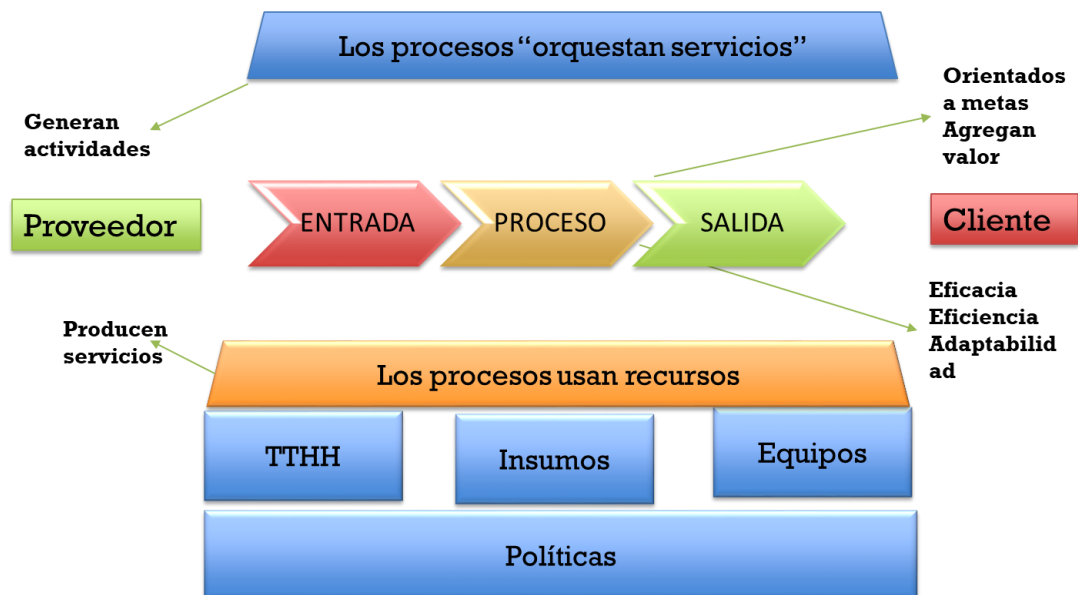 Los procesos “orquestan servicios”
Generan
actividades
Orientados
a metas
Agregan
valor
Proveedor
ENTRADA
PROCESO
SALIDA
Cliente
Producen
servicios
Eficacia
Eficiencia
Adaptabilid
ad
Los procesos usan recursos
TTHH
Insumos
Equipos
Políticas